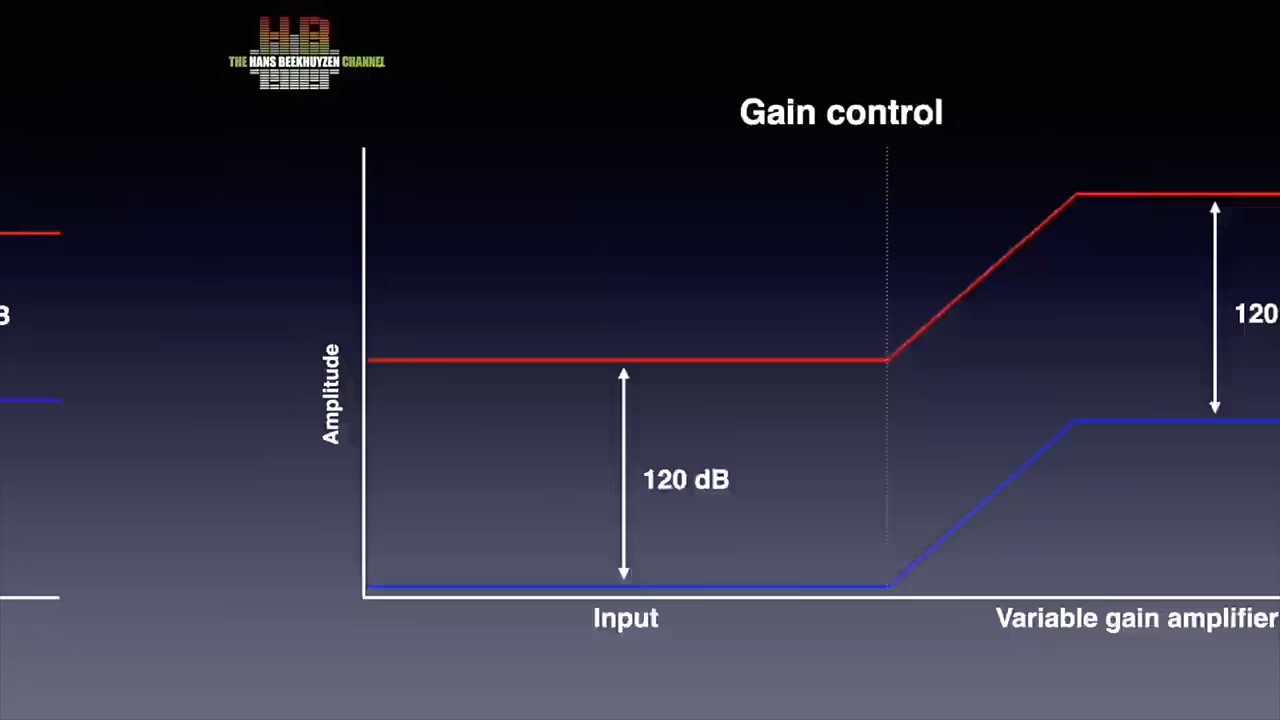 THE HANS BEEKHUYZEN CHANNEL
Gain control
B
120
Amplitude
120 dB
Input
Variable gain amplifier